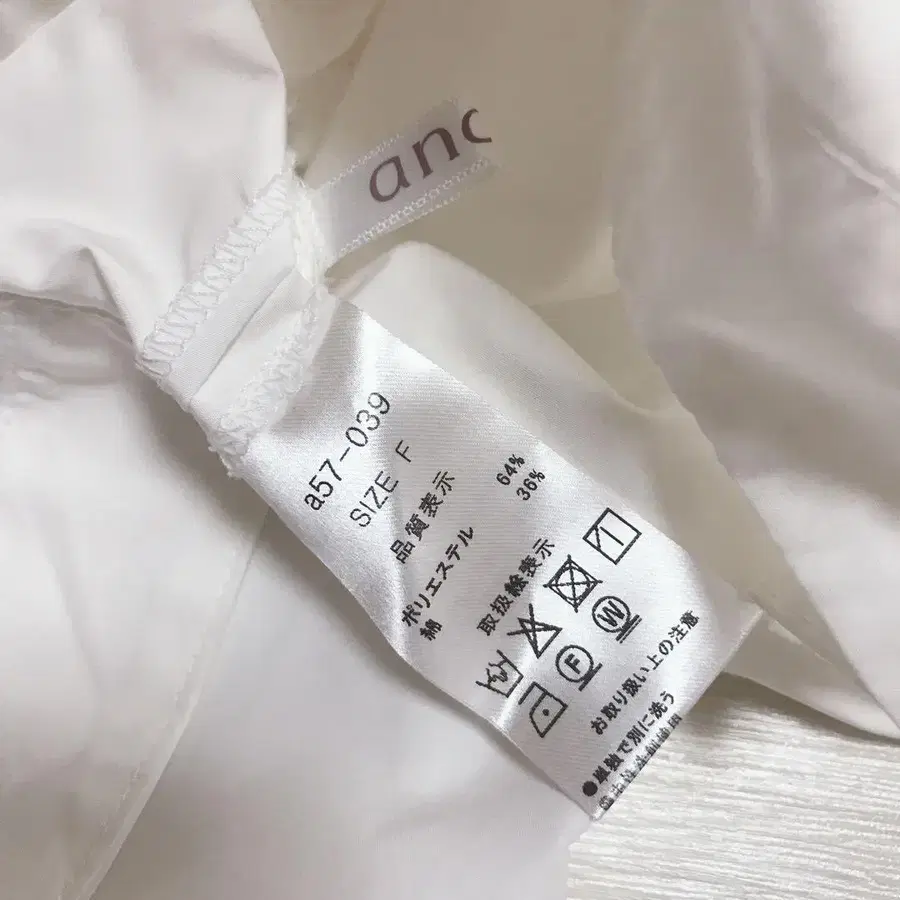 anc
a57-039
SIZE F
品質表示
ポリエステル 64%
綿 36%
取扱絵表示
F W
お取り扱い上の注意
●単独で別に洗う